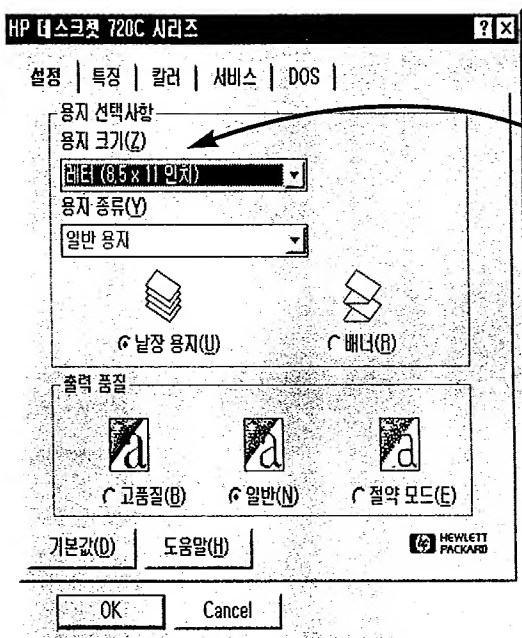 HP 데스크젯 720C 시리즈
설정 특징 칼러 서비스 DOS
용지 선택사항
용지 크기(Z)
레터 (8.5 x 11 인치)
용지 종류(Y)
일반 용지
낱장 용지(U) 배너(R)
출력 품질
고품질(B) 일반(N) 절약 모드(E)
기본값(D) 도움말(H) HEWLETT PACKARD
OK Cancel